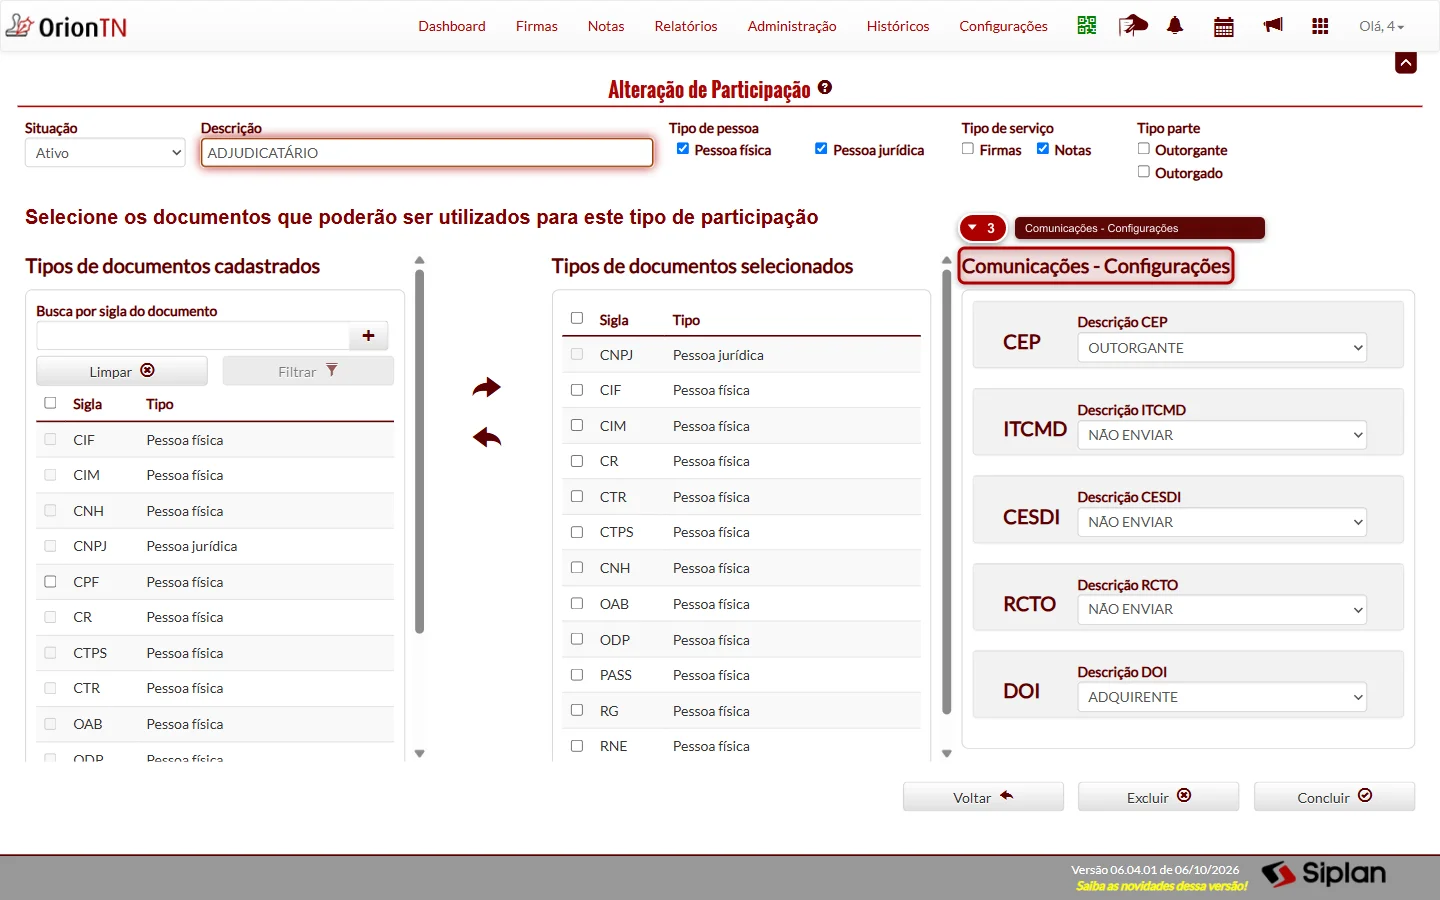 OrionTN
Dashboard
Firmas
Notas
Relatórios
Administração
Históricos
Configurações
Olá, 4
Alteração de Participação
Situação
Ativo
Descrição
ADJUDICATÁRIO
Tipo de pessoa
Pessoa física
Pessoa jurídica
Tipo de serviço
Firmas
Notas
Tipo parte
Outorgante
Outorgado
Selecione os documentos que poderão ser utilizados para este tipo de participação
3
Comunicações - Configurações
Tipos de documentos cadastrados
Busca por sigla do documento
Limpar
Filtrar
Sigla Tipo
CIF Pessoa física
CIM Pessoa física
CNH Pessoa física
CNPJ Pessoa jurídica
CPF Pessoa física
CR Pessoa física
CTPS Pessoa física
CTR Pessoa física
OAB Pessoa física
ODP Pessoa física
Tipos de documentos selecionados
Sigla Tipo
CNPJ Pessoa jurídica
CIF Pessoa física
CIM Pessoa física
CR Pessoa física
CTR Pessoa física
CTPS Pessoa física
CNH Pessoa física
OAB Pessoa física
ODP Pessoa física
PASS Pessoa física
RG Pessoa física
RNE Pessoa física
Comunicações - Configurações
CEP
Descrição CEP
OUTORGANTE
ITCMD
Descrição ITCMD
NÃO ENVIAR
CESDI
Descrição CESDI
NÃO ENVIAR
RCTO
Descrição RCTO
NÃO ENVIAR
DOI
Descrição DOI
ADQUIRENTE
Voltar
Excluir
Concluir
Versão 06.04.01 de 06/10/2026
Saiba as novidades dessa versão!
Siplan